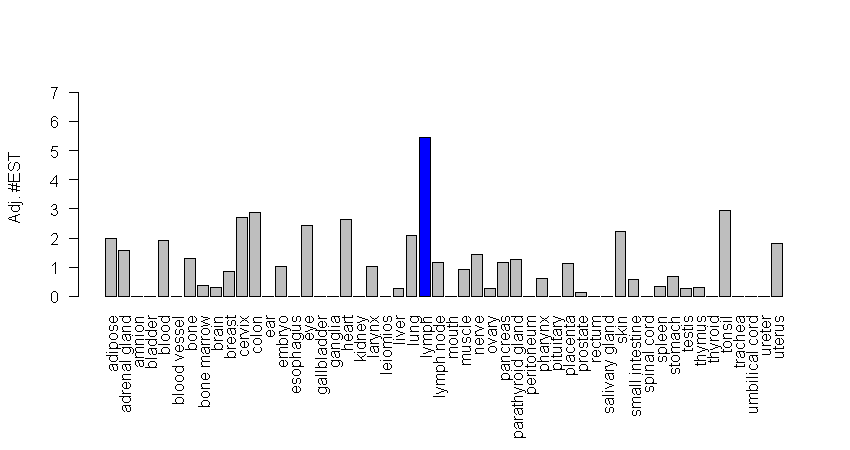 Adj. #EST
7
6
5
4
3
2
1
0
adipose
adrenal gland
amnion
bladder
blood
blood vessel
bone
bone marrow
brain
breast
cervix
colon
ear
embryo
esophagus
eye
gallbladder
ganglia
heart
kidney
larynx
leiomios
liver
lung
lymph
lymph node
mouth
muscle
nerve
ovary
pancreas
parathyroid gland
peritoneum
pharynx
pituitary
placenta
prostate
rectum
salivary gland
skin
small intestine
spinal cord
spleen
stomach
testis
thymus
thyroid
tonsil
trachea
umbilical cord
ureter
uterus